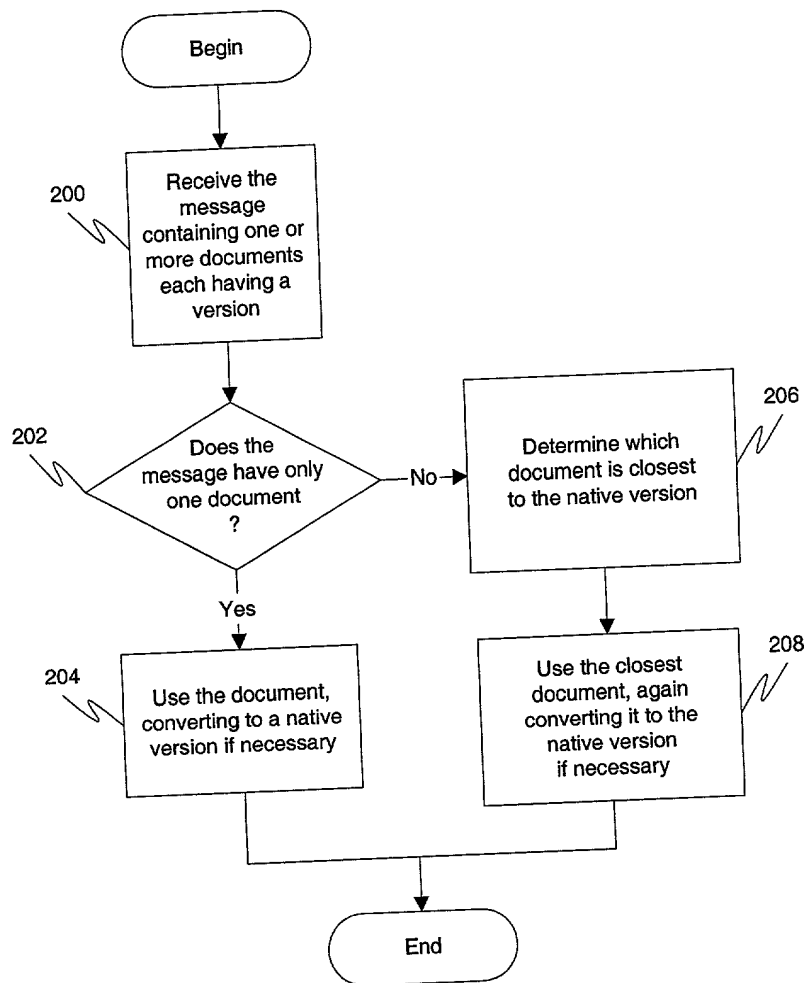 Begin
200
Receive the
message
containing one or
more documents
each having a
version
202
Does the
message have only
one document
?
No
206
Determine which
document is closest
to the native version
Yes
204
Use the document,
converting to a native
version if necessary
208
Use the closest
document, again
converting it to the
native version
if necessary
End